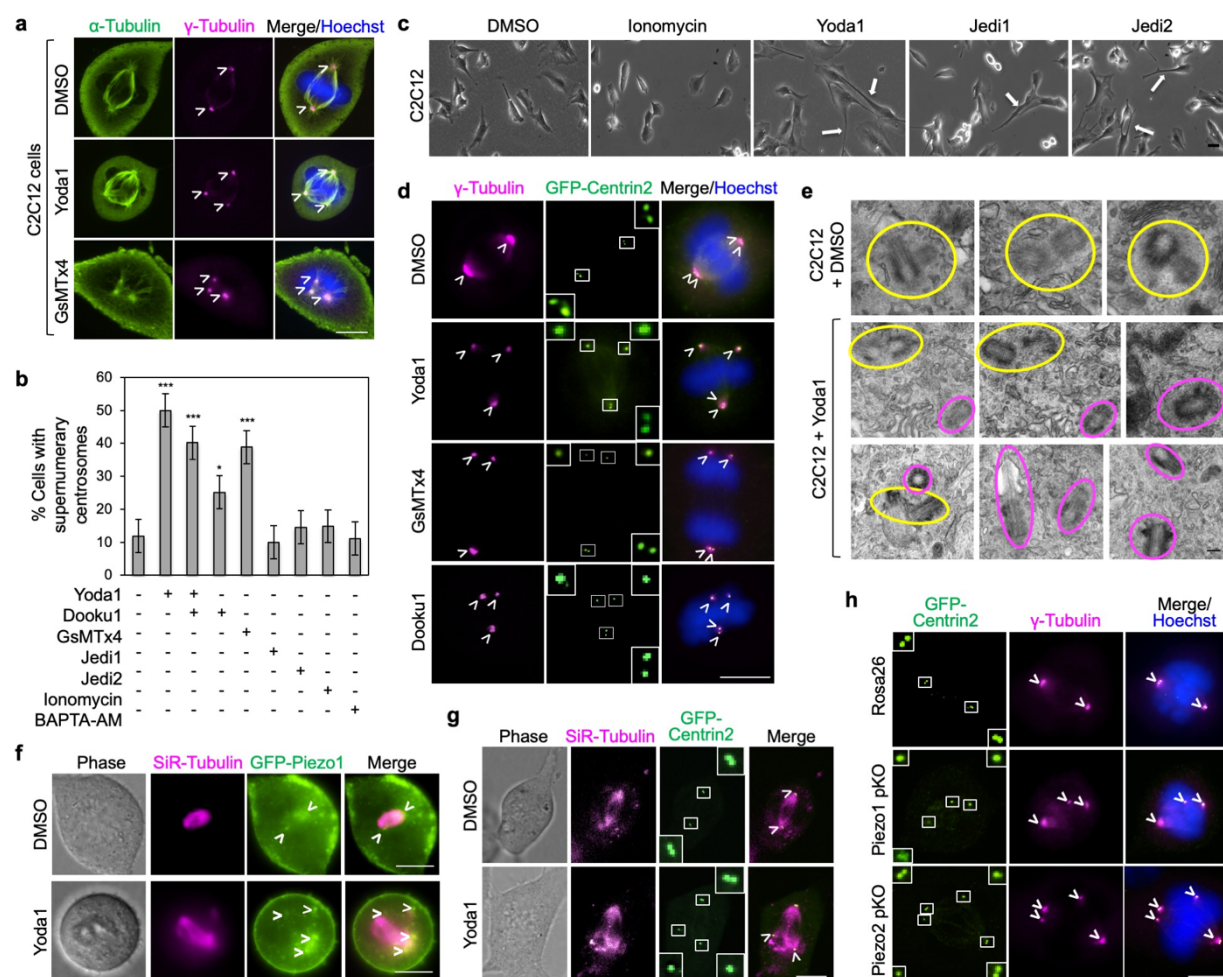 a
α-Tubulin γ-Tubulin Merge/Hoechst
C2C12 cells
DMSO
Yoda1
GsMTx4
b
% Cells with
supernumerary
centrosomes
60
50
40
30
20
10
0
*** *** * ***
Yoda1 - + + - - - - - -
Dooku1 - - + + - - - - -
GsMTx4 - - - - + - - - -
Jedi1 - - - - - + - - -
Jedi2 - - - - - - + - -
Ionomycin - - - - - - - + -
BAPTA-AM - - - - - - - - +
c
DMSO Ionomycin Yoda1 Jedi1 Jedi2
C2C12
d
γ-Tubulin GFP-Centrin2 Merge/Hoechst
DMSO
Yoda1
GsMTx4
Dooku1
e
C2C12
+ DMSO
C2C12 + Yoda1
f
Phase SiR-Tubulin GFP-Piezo1 Merge
DMSO
Yoda1
g
Phase SiR-Tubulin GFP-
Centrin2 Merge
DMSO
Yoda1
h
GFP-
Centrin2 γ-Tubulin Merge/
Hoechst
Rosa26
Piezo1 pKO
Piezo2 pKO